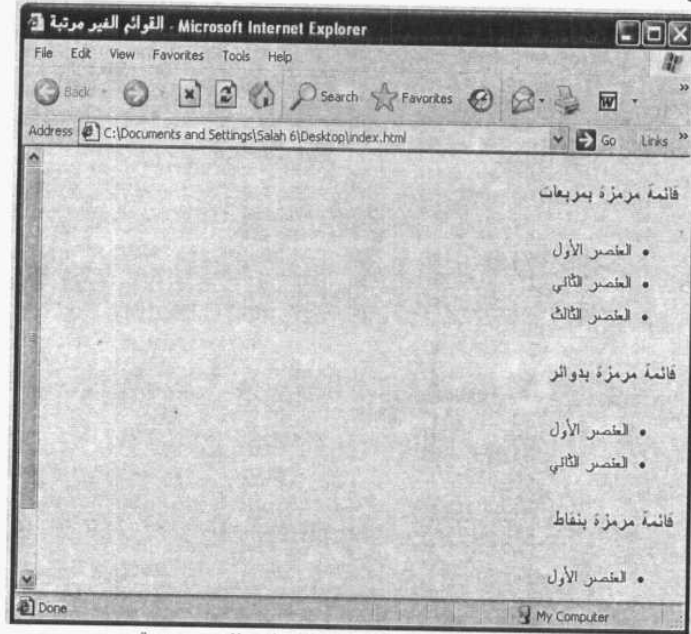 القوائم الغير مرتبة - Microsoft Internet Explorer
File Edit View Favorites Tools Help
Back Search Favorites
Address C:\Documents and Settings\Salah 6\Desktop\index.html Go Links »
قائمة مرمزة بمربعات
• العنصر الأول
• العنصر الثاني
• العنصر الثالث
قائمة مرمزة بدوائر
• العنصر الأول
• العنصر الثاني
قائمة مرمزة بنقاط
• العنصر الأول
Done My Computer